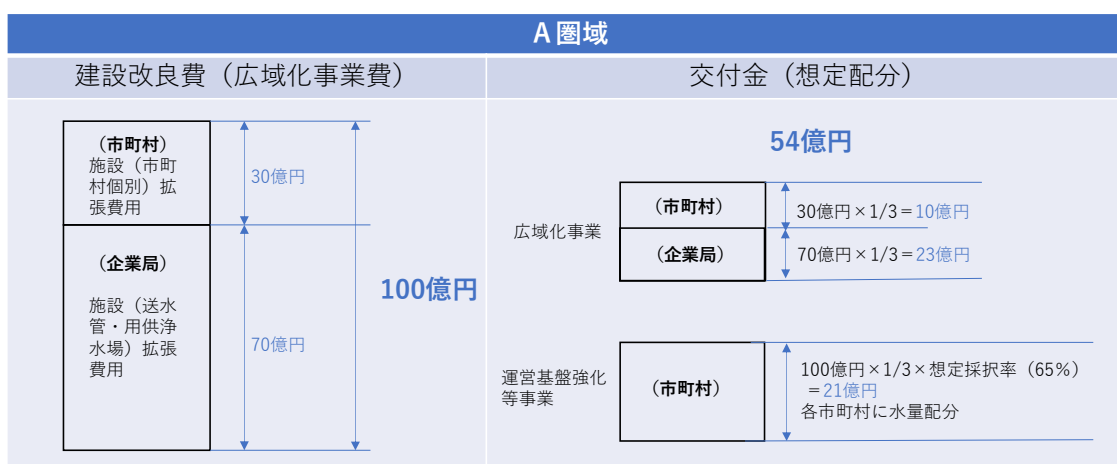 A圏域
建設改良費（広域化事業費）
交付金（想定配分）
（市町村）
施設（市町
村個別）拡
張費用
30億円
（企業局）
施設（送水
管・用供浄
水場）拡張
費用
70億円
100億円
54億円
広域化事業
（市町村）
30億円×1/3＝10億円
（企業局）
70億円×1/3＝23億円
運営基盤強化
等事業
（市町村）
100億円×1/3×想定採択率（65％）
＝21億円
各市町村に水量配分